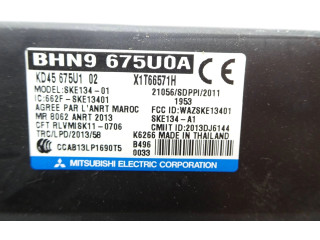 BHN9 675U0A
KD45 675U1 02 X1T66571H
MODEL:SKE134-01 21056/SDPPI/2011
IC:662F-SKE13401 1953
AGREE PAR L'ANRT MAROC FCC ID:WAZSKE13401
MR 8062 ANRT 2013 SKE134-A1
CFT RLVMISK11-0706 CMIIT ID:2013DJ6144
TRC/LPD/2013/58 K6266 MADE IN THAILAND
CCAB13LP1690T5 B496
0033
MITSUBISHI ELECTRIC CORPORATION